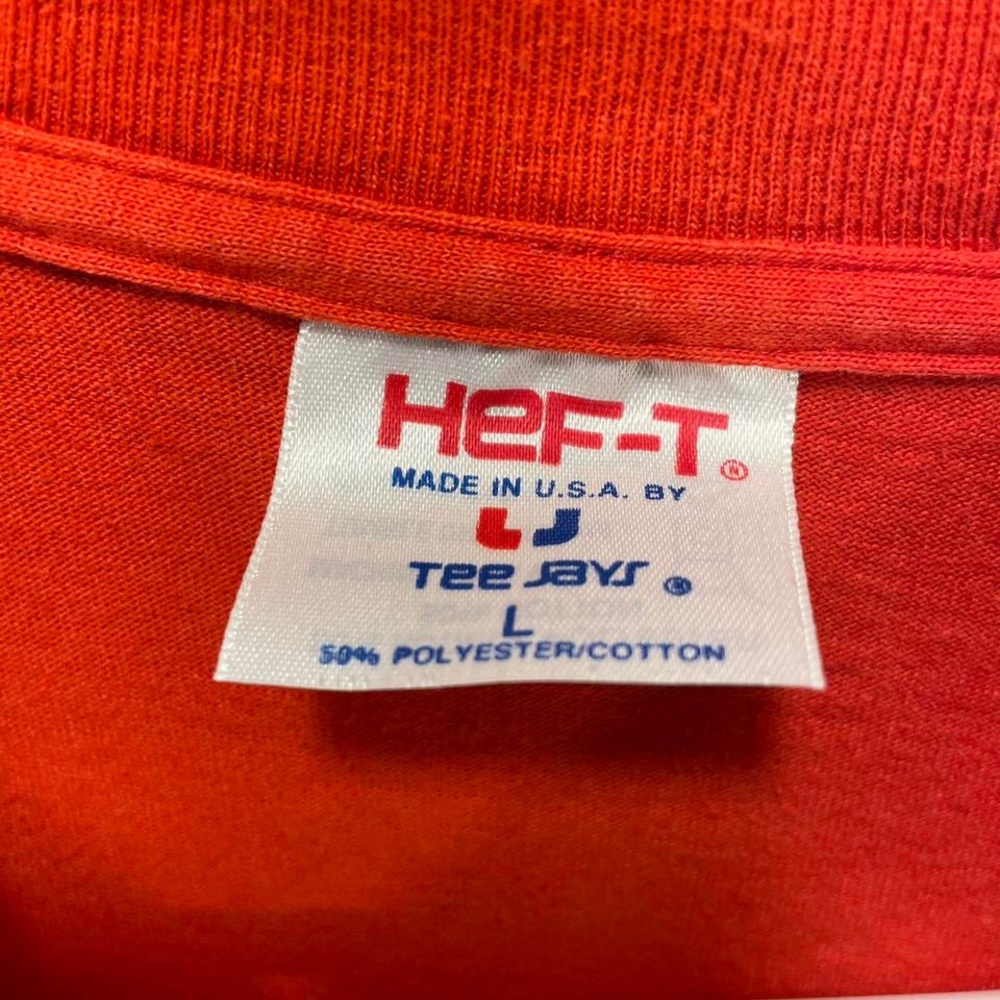 HeF-T®
MADE IN U.S.A. BY
Tee Jays ®
L
50% POLYESTER/COTTON